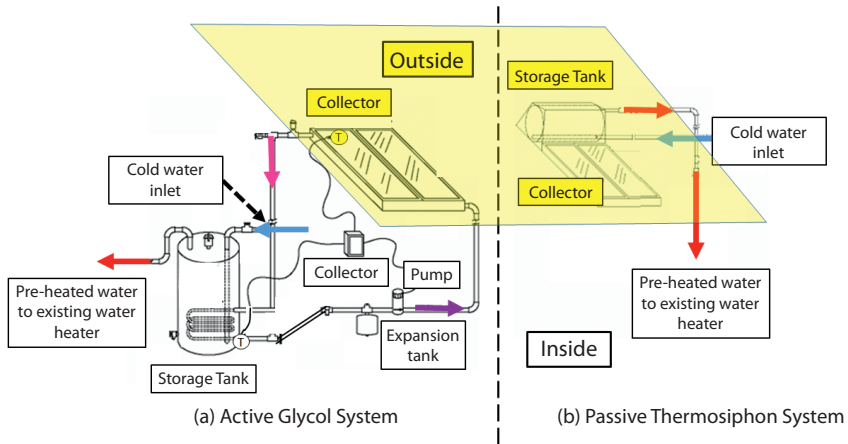 Outside
Collector
Storage Tank
T
Cold water
inlet
Cold water
inlet
Collector
Collector
Pump
Pre-heated water
to existing water
heater
Expansion
tank
Pre-heated water
to existing water
heater
T
Storage Tank
Inside
(a) Active Glycol System
(b) Passive Thermosiphon System